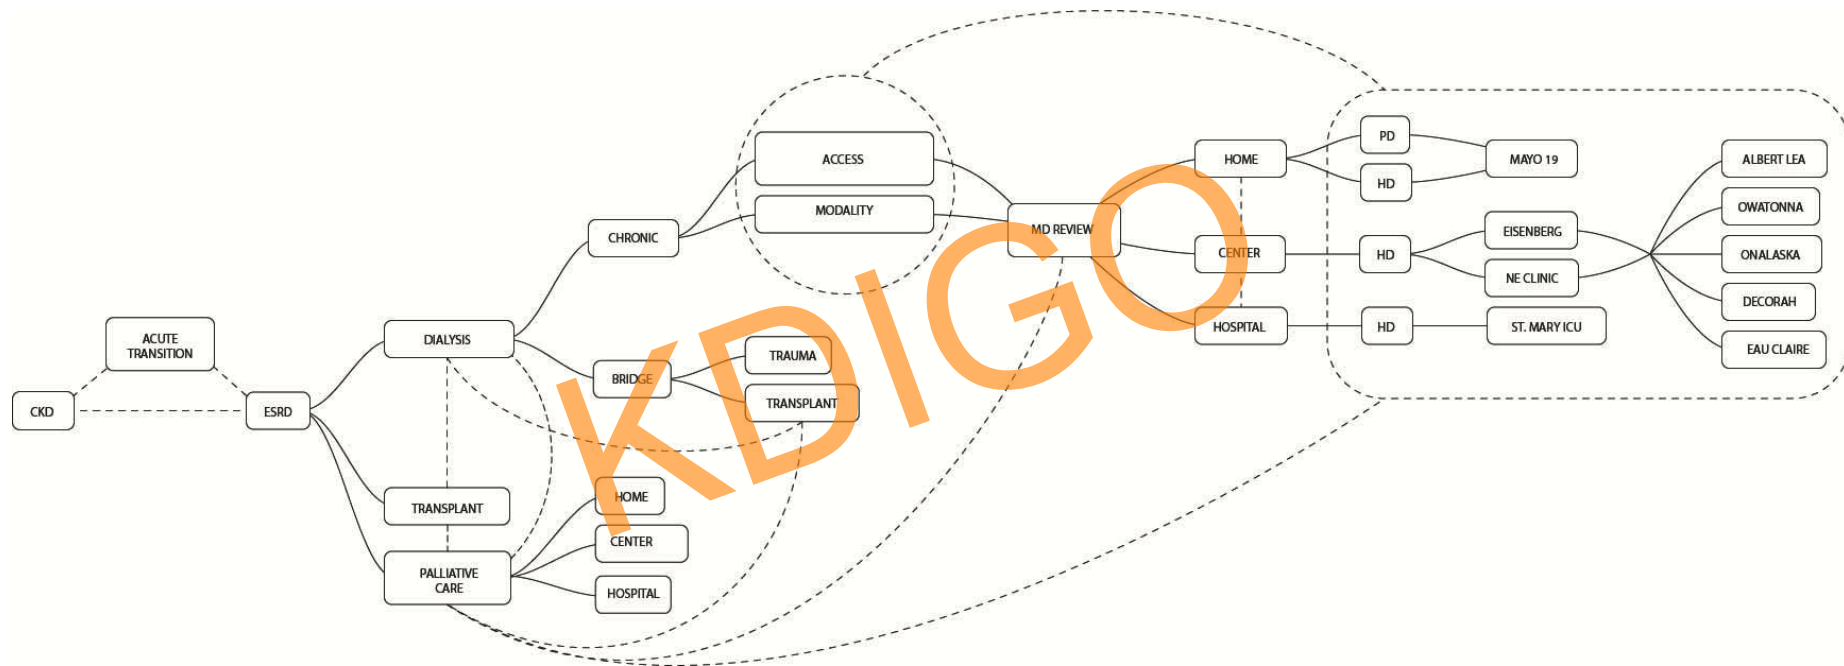 CKD
ACUTE
TRANSITION
ESRD
DIALYSIS
TRANSPLANT
PALLIATIVE
CARE
CHRONIC
BRIDGE
TRAUMA
TRANSPLANT
HOME
CENTER
HOSPITAL
ACCESS
MODALITY
MD REVIEW
HOME
CENTER
HOSPITAL
PD
HD
MAYO 19
HD
EISENBERG
NE CLINIC
HD
ST. MARY ICU
ALBERT LEA
OWATONNA
ONALASKA
DECORAH
EAU CLAIRE
KDIGO